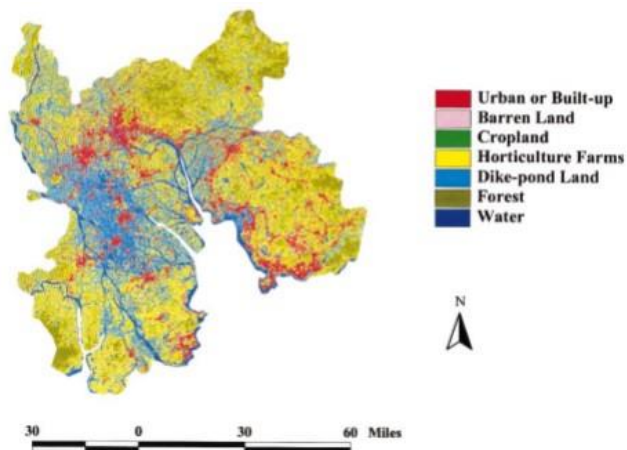 Urban or Built-up
Barren Land
Cropland
Horticulture Farms
Dike-pond Land
Forest
Water
N
30 0 30 60 Miles